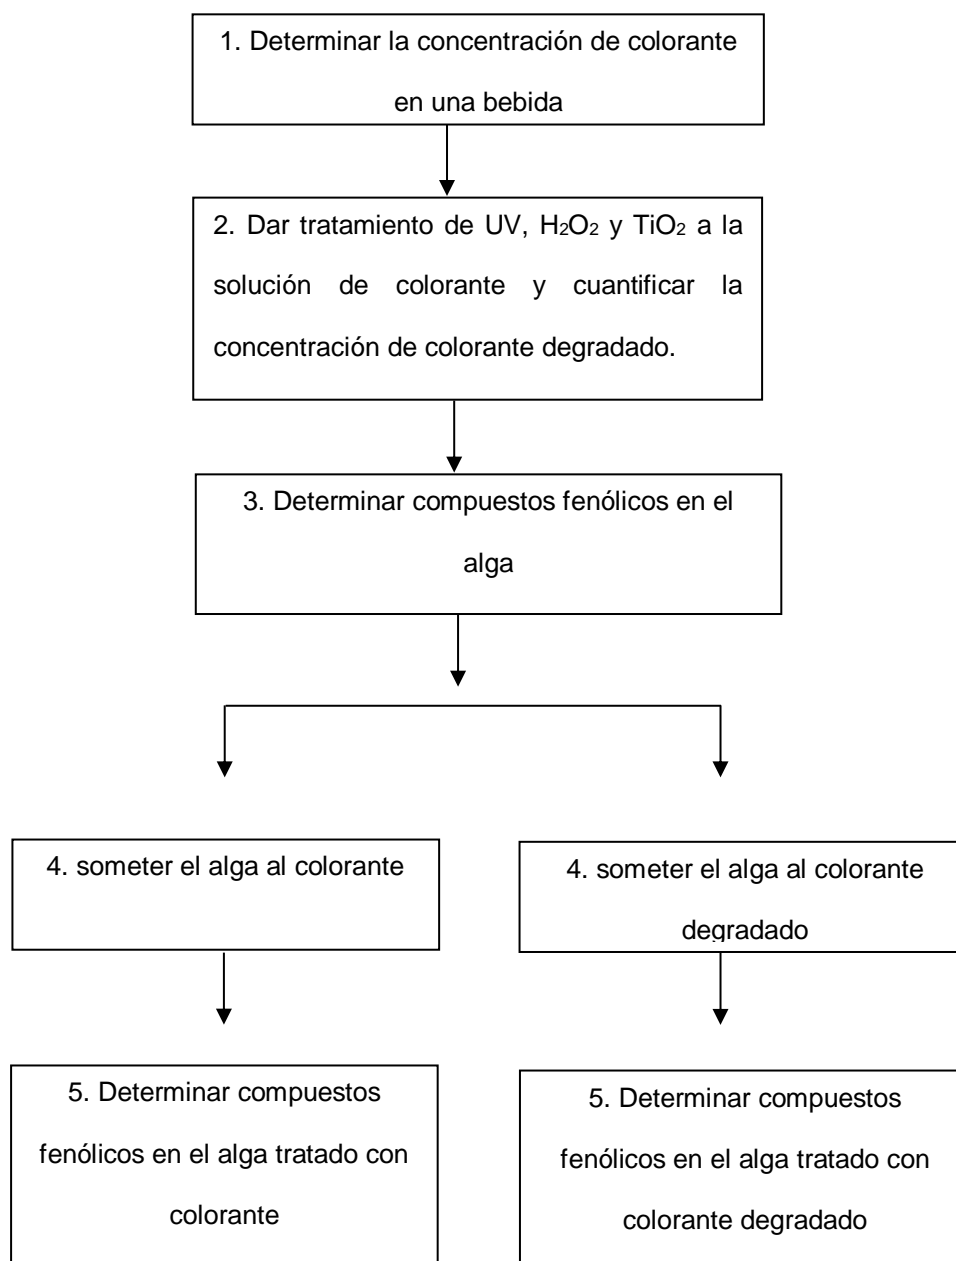 1. Determinar la concentración de colorante
en una bebida
2. Dar tratamiento de UV, H₂O₂ y TiO₂ a la
solución de colorante y cuantificar la
concentración de colorante degradado.
3. Determinar compuestos fenólicos en el
alga
4. someter el alga al colorante
4. someter el alga al colorante
degradado
5. Determinar compuestos
fenólicos en el alga tratado con
colorante
5. Determinar compuestos
fenólicos en el alga tratado con
colorante degradado